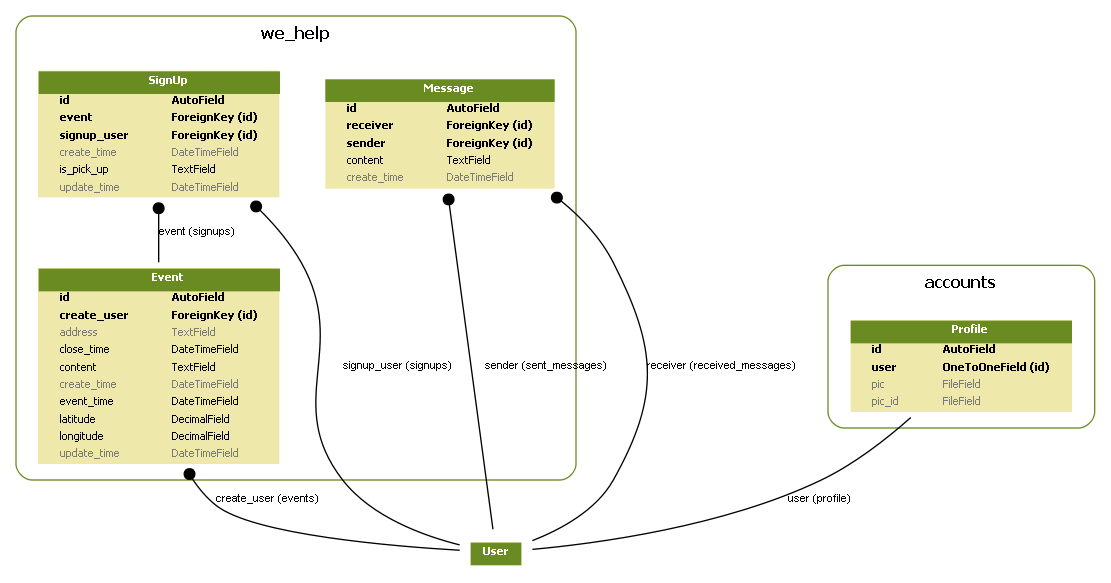 we_help
SignUp
id AutoField
event ForeignKey (id)
signup_user ForeignKey (id)
create_time DateTimeField
is_pick_up TextField
update_time DateTimeField
Message
id AutoField
receiver ForeignKey (id)
sender ForeignKey (id)
content TextField
create_time DateTimeField
event (signups)
Event
id AutoField
create_user ForeignKey (id)
address TextField
close_time DateTimeField
content TextField
create_time DateTimeField
event_time DateTimeField
latitude DecimalField
longitude DecimalField
update_time DateTimeField
signup_user (signups)
sender (sent_messages)
receiver (received_messages)
accounts
Profile
id AutoField
user OneToOneField (id)
pic FileField
pic_id FileField
create_user (events)
user (profile)
User